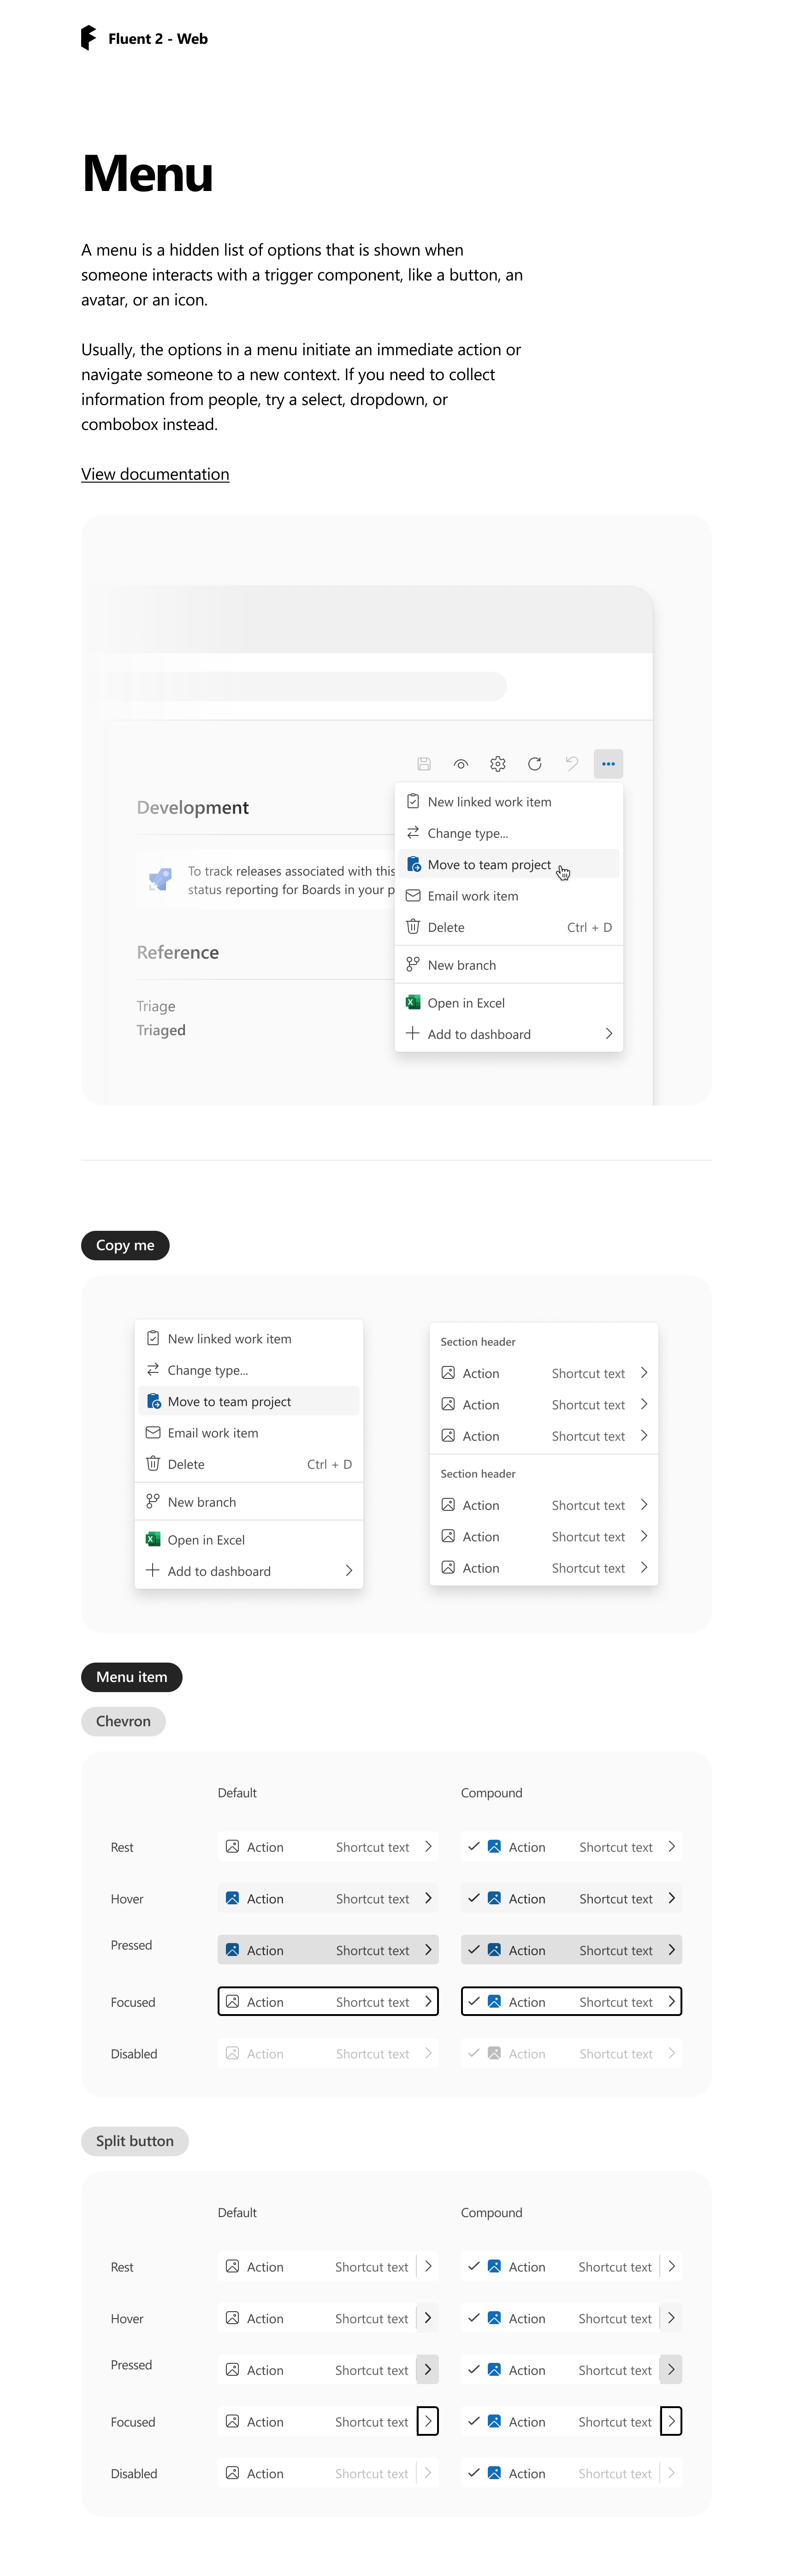 Fluent 2 - Web
Menu
A menu is a hidden list of options that is shown when
someone interacts with a trigger component, like a button, an
avatar, or an icon.
Usually, the options in a menu initiate an immediate action or
navigate someone to a new context. If you need to collect
information from people, try a select, dropdown, or
combobox instead.
View documentation
Development
To track releases associated with this
status reporting for Boards in your p
Reference
Triage
Triaged
New linked work item
Change type...
Move to team project
Email work item
Delete Ctrl + D
New branch
Open in Excel
Add to dashboard
Copy me
New linked work item
Change type...
Move to team project
Email work item
Delete Ctrl + D
New branch
Open in Excel
Add to dashboard
Section header
Action Shortcut text
Action Shortcut text
Action Shortcut text
Section header
Action Shortcut text
Action Shortcut text
Action Shortcut text
Menu item
Chevron
Default Compound
Rest Action Shortcut text Action Shortcut text
Hover Action Shortcut text Action Shortcut text
Pressed Action Shortcut text Action Shortcut text
Focused Action Shortcut text Action Shortcut text
Disabled Action Shortcut text Action Shortcut text
Split button
Default Compound
Rest Action Shortcut text Action Shortcut text
Hover Action Shortcut text Action Shortcut text
Pressed Action Shortcut text Action Shortcut text
Focused Action Shortcut text Action Shortcut text
Disabled Action Shortcut text Action Shortcut text